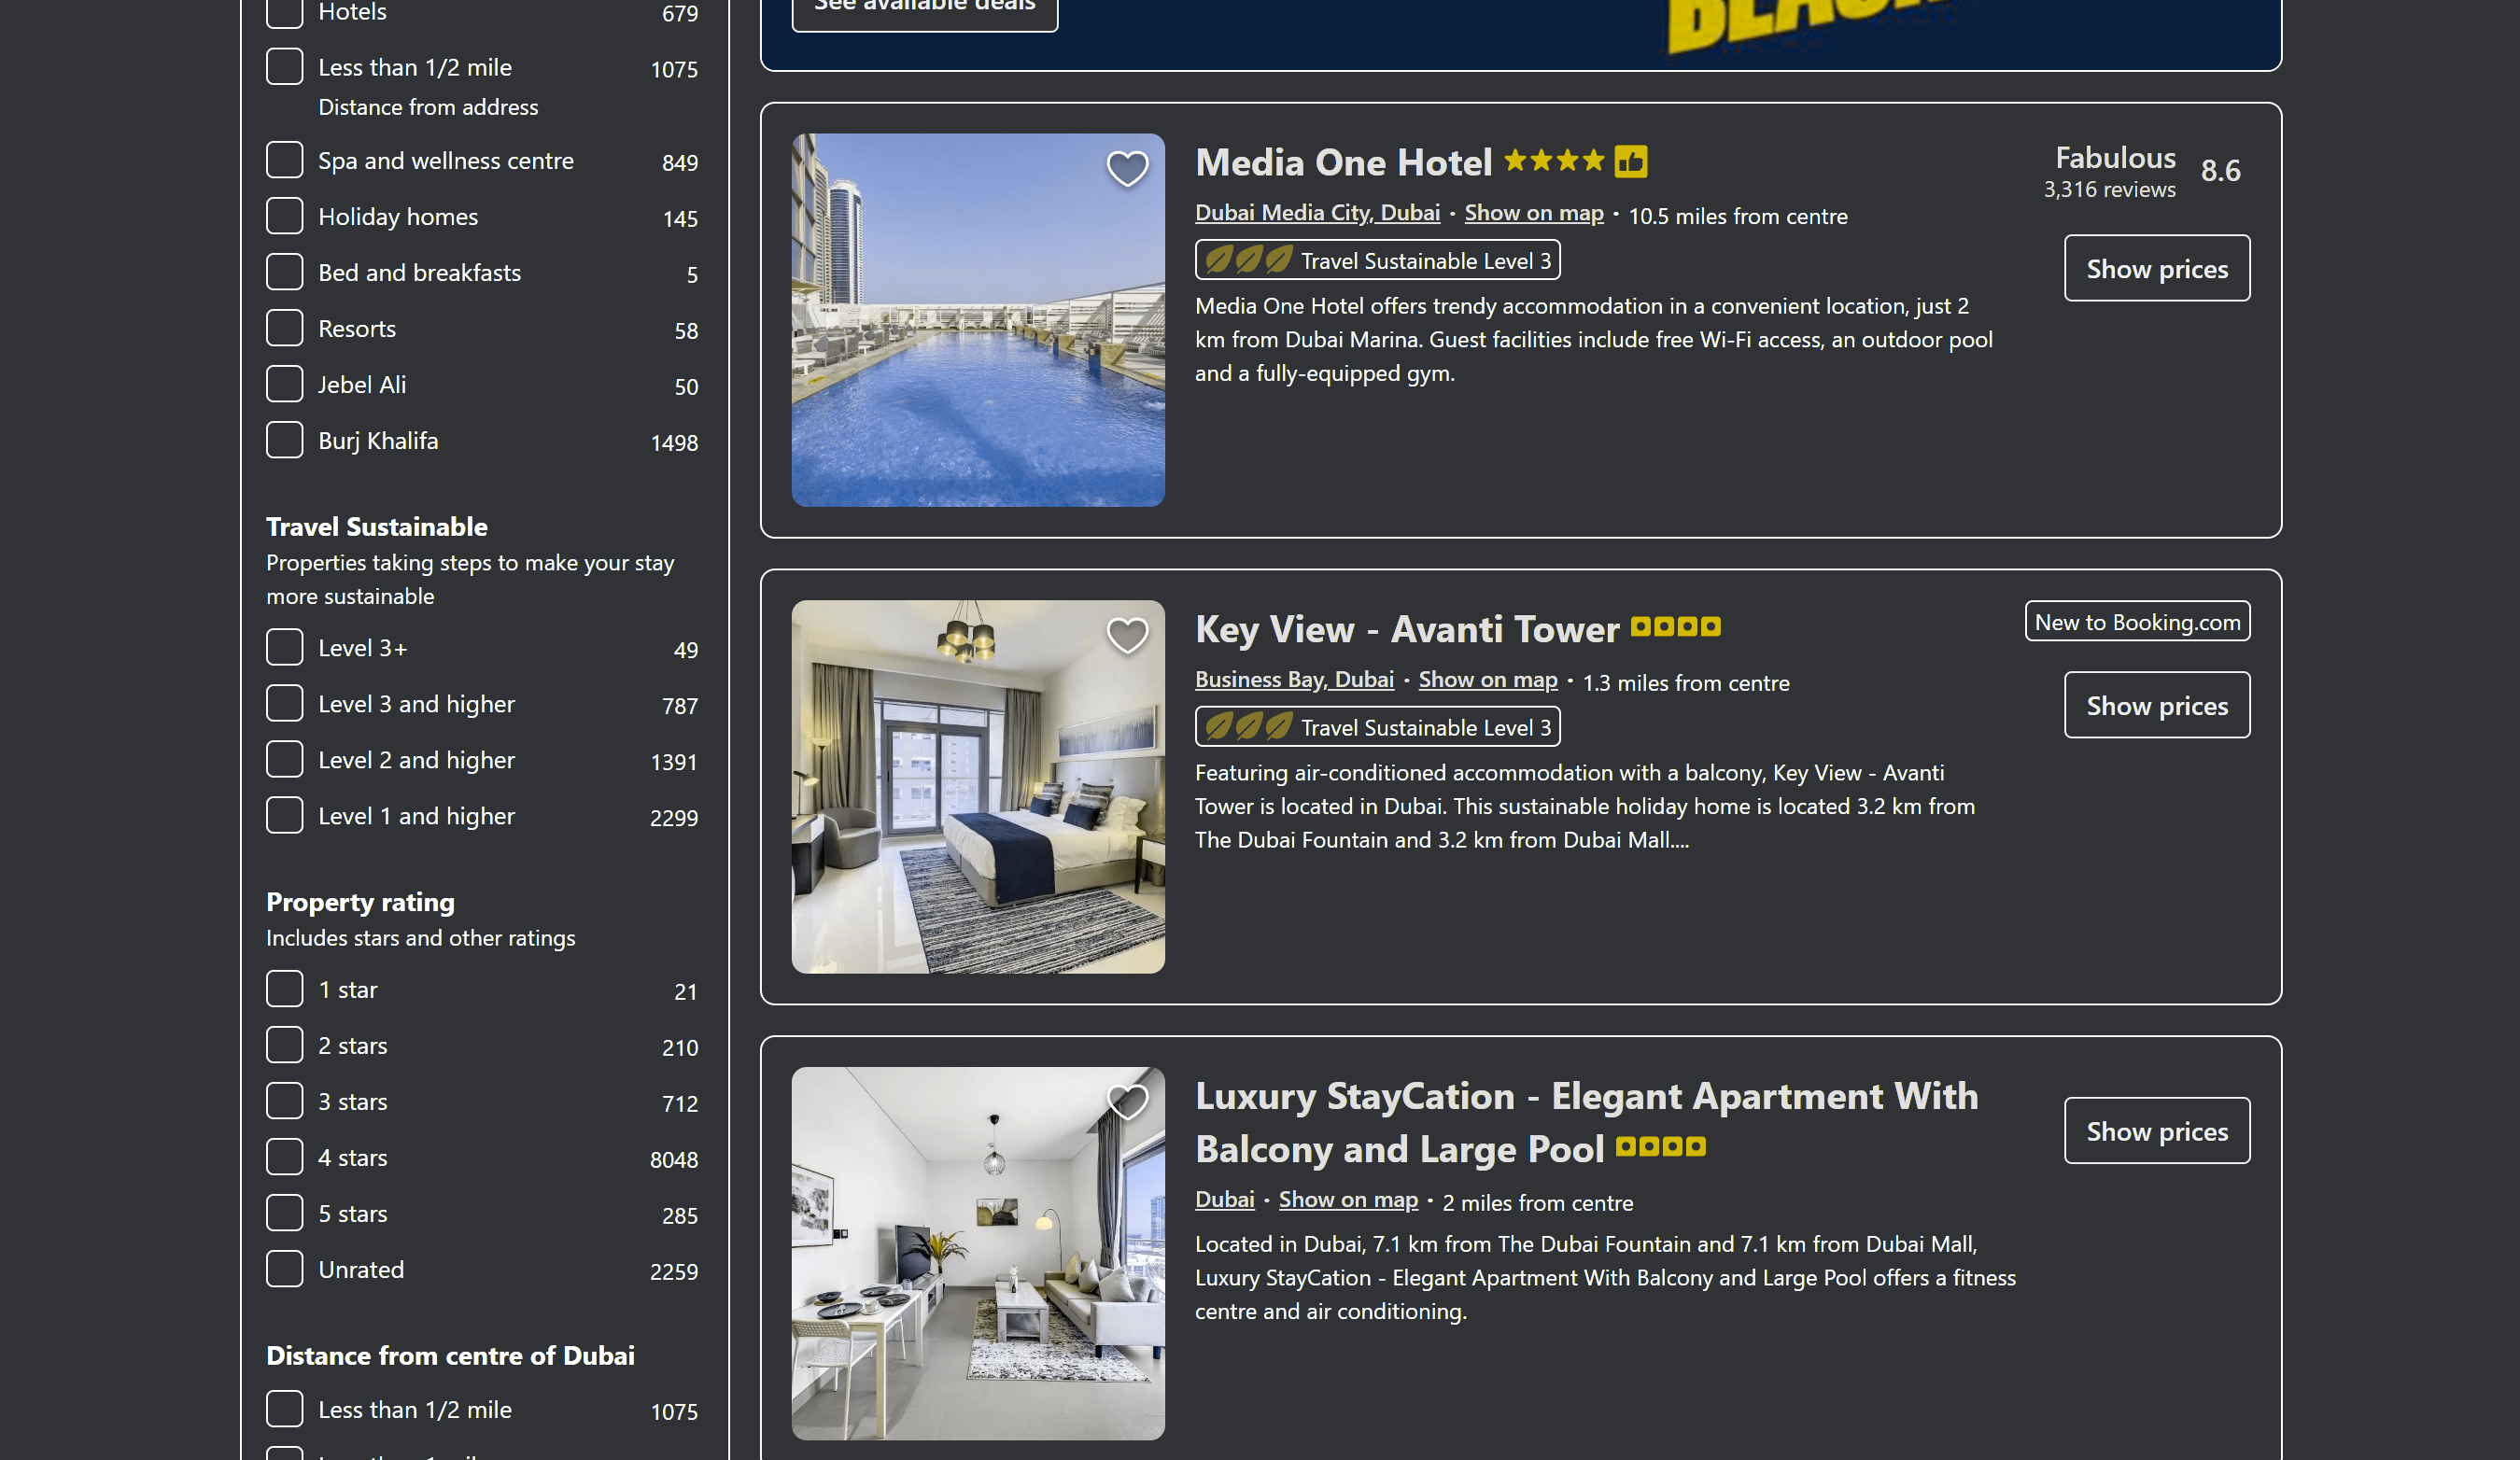 Hotels 679
Less than 1/2 mile 1075
Distance from address
Spa and wellness centre 849
Holiday homes 145
Bed and breakfasts 5
Resorts 58
Jebel Ali 50
Burj Khalifa 1498
Travel Sustainable
Properties taking steps to make your stay
more sustainable
Level 3+ 49
Level 3 and higher 787
Level 2 and higher 1391
Level 1 and higher 2299
Property rating
Includes stars and other ratings
1 star 21
2 stars 210
3 stars 712
4 stars 8048
5 stars 285
Unrated 2259
Distance from centre of Dubai
Less than 1/2 mile 1075
See available deals
Media One Hotel
Fabulous 8.6
3,316 reviews
Dubai Media City, Dubai · Show on map · 10.5 miles from centre
Travel Sustainable Level 3
Show prices
Media One Hotel offers trendy accommodation in a convenient location, just 2
km from Dubai Marina. Guest facilities include free Wi-Fi access, an outdoor pool
and a fully-equipped gym.
Key View - Avanti Tower
New to Booking.com
Business Bay, Dubai · Show on map · 1.3 miles from centre
Travel Sustainable Level 3
Show prices
Featuring air-conditioned accommodation with a balcony, Key View - Avanti
Tower is located in Dubai. This sustainable holiday home is located 3.2 km from
The Dubai Fountain and 3.2 km from Dubai Mall....
Luxury StayCation - Elegant Apartment With
Balcony and Large Pool
Show prices
Dubai · Show on map · 2 miles from centre
Located in Dubai, 7.1 km from The Dubai Fountain and 7.1 km from Dubai Mall,
Luxury StayCation - Elegant Apartment With Balcony and Large Pool offers a fitness
centre and air conditioning.